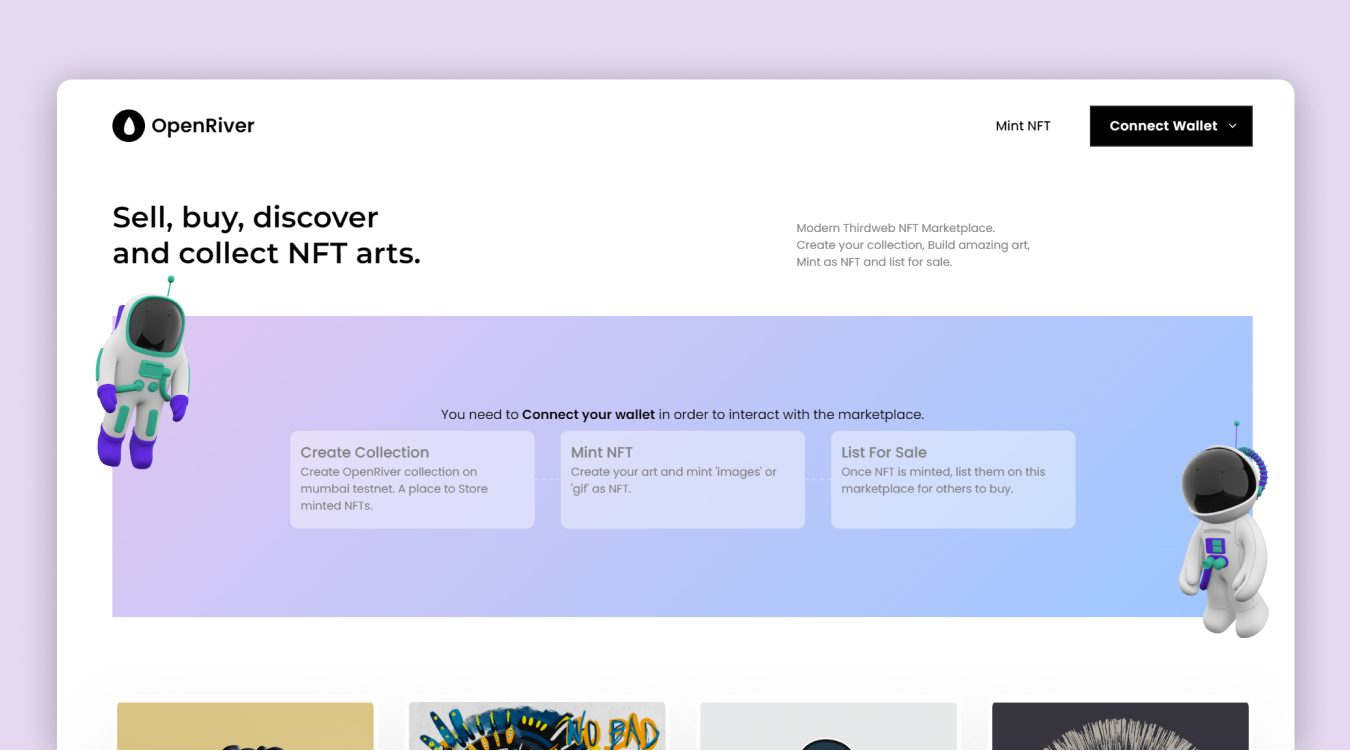 OpenRiver
Mint NFT
Connect Wallet
Sell, buy, discover
and collect NFT arts.
Modern Thirdweb NFT Marketplace.
Create your collection, Build amazing art,
Mint as NFT and list for sale.
You need to Connect your wallet in order to interact with the marketplace.
Create Collection
Create OpenRiver collection on
mumbai testnet. A place to Store
minted NFTs.
Mint NFT
Create your art and mint 'images' or
'gif' as NFT.
List For Sale
Once NFT is minted, list them on this
marketplace for others to buy.
NO BAD